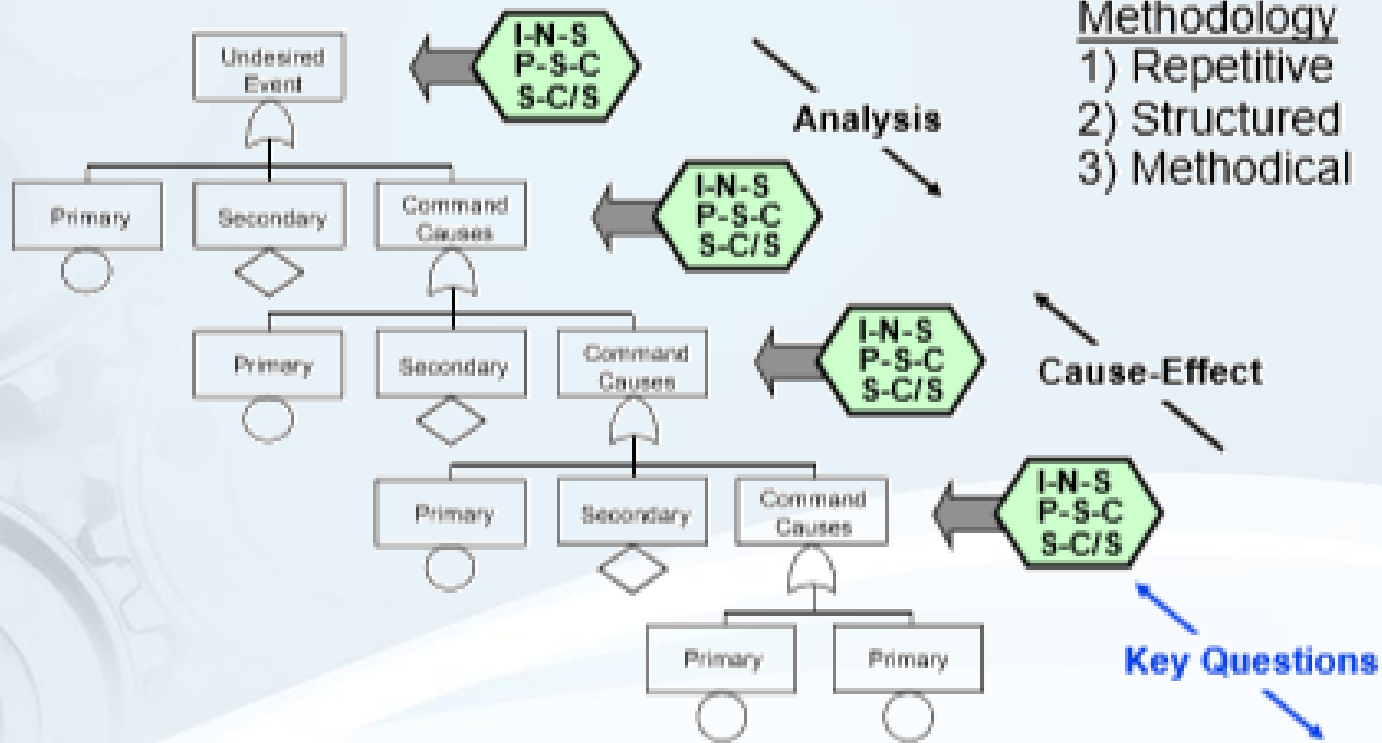 Methodology
1) Repetitive
2) Structured
3) Methodical
Undesired
Event
I-N-S
P-S-C
S-C/S
Analysis
Primary
Secondary
Command
Causes
I-N-S
P-S-C
S-C/S
Primary
Secondary
Command
Causes
I-N-S
P-S-C
S-C/S
Cause-Effect
Primary
Secondary
Command
Causes
I-N-S
P-S-C
S-C/S
Primary
Primary
Key Questions